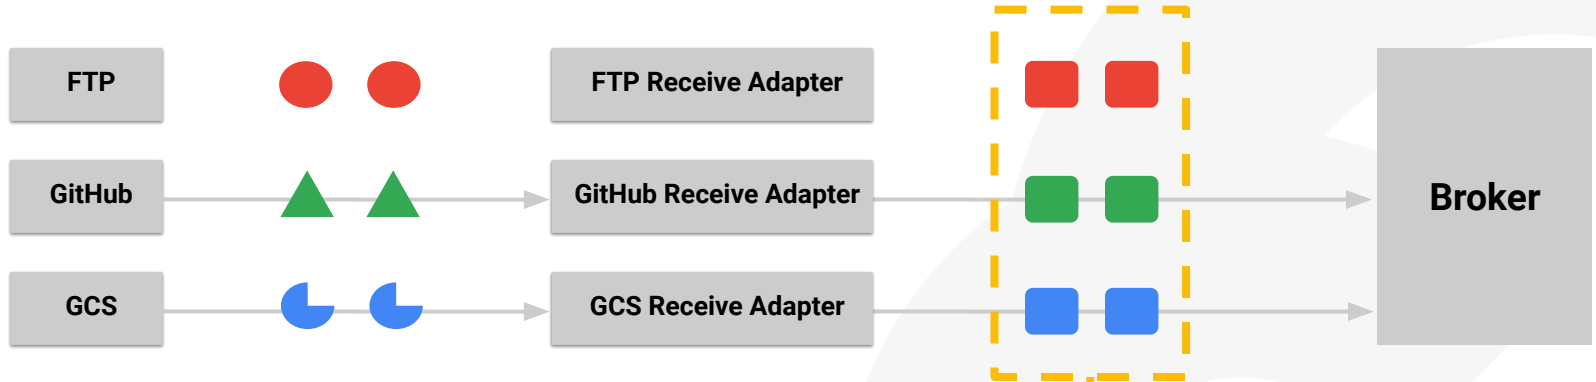 FTP
FTP Receive Adapter
GitHub
GitHub Receive Adapter
Broker
GCS
GCS Receive Adapter